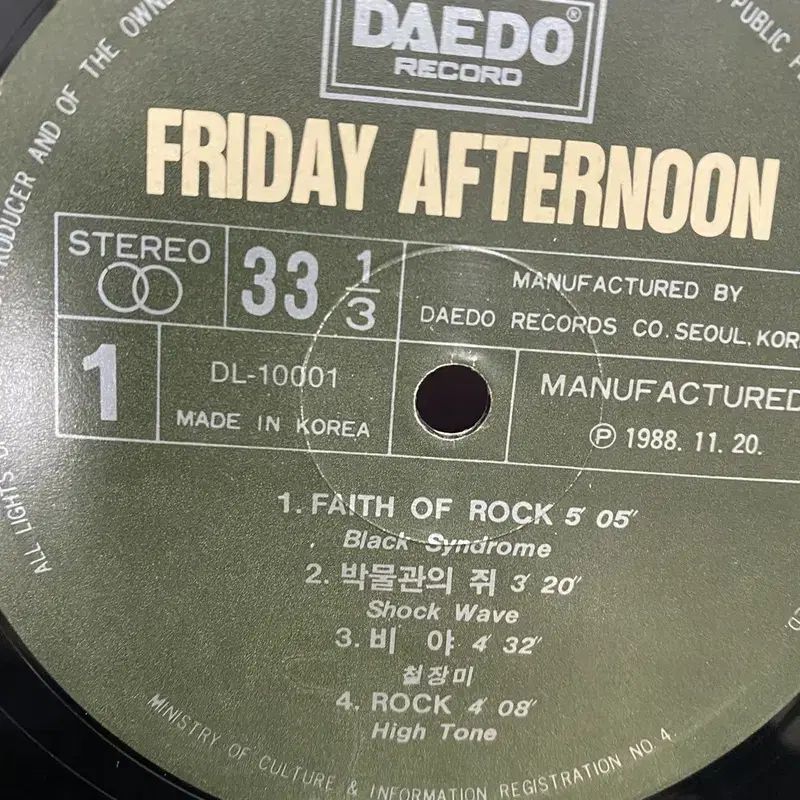 DAEDO®
RECORD
FRIDAY AFTERNOON
STEREO
33 1/3
MANUFACTURED BY
DAEDO RECORDS CO. SEOUL, KOR
1
DL-10001
MADE IN KOREA
MANUFACTURED
Ⓟ 1988. 11. 20.
1. FAITH OF ROCK 5′ 05″
Black Syndrome
2. 박물관의 쥐 3′ 20″
Shock Wave
3. 비 야 4′ 32″
철장미
4. ROCK 4′ 08″
High Tone
ALL LIGHTS OF
RODUCER AND OF THE OWNE
PUBLIC P
MINISTRY OF CULTURE & INFORMATION REGISTRATION NO. 4